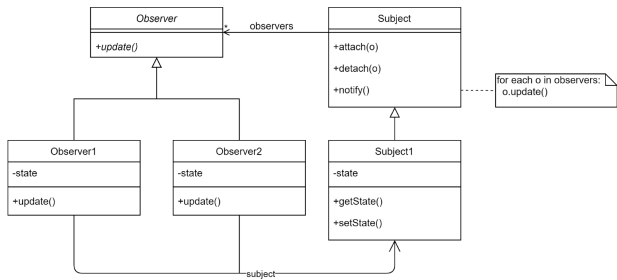 Observer
+update()
* observers
Subject
+attach(o)
+detach(o)
+notify()
for each o in observers:
o.update()
Observer1
-state
+update()
Observer2
-state
+update()
Subject1
-state
+getState()
+setState()
subject